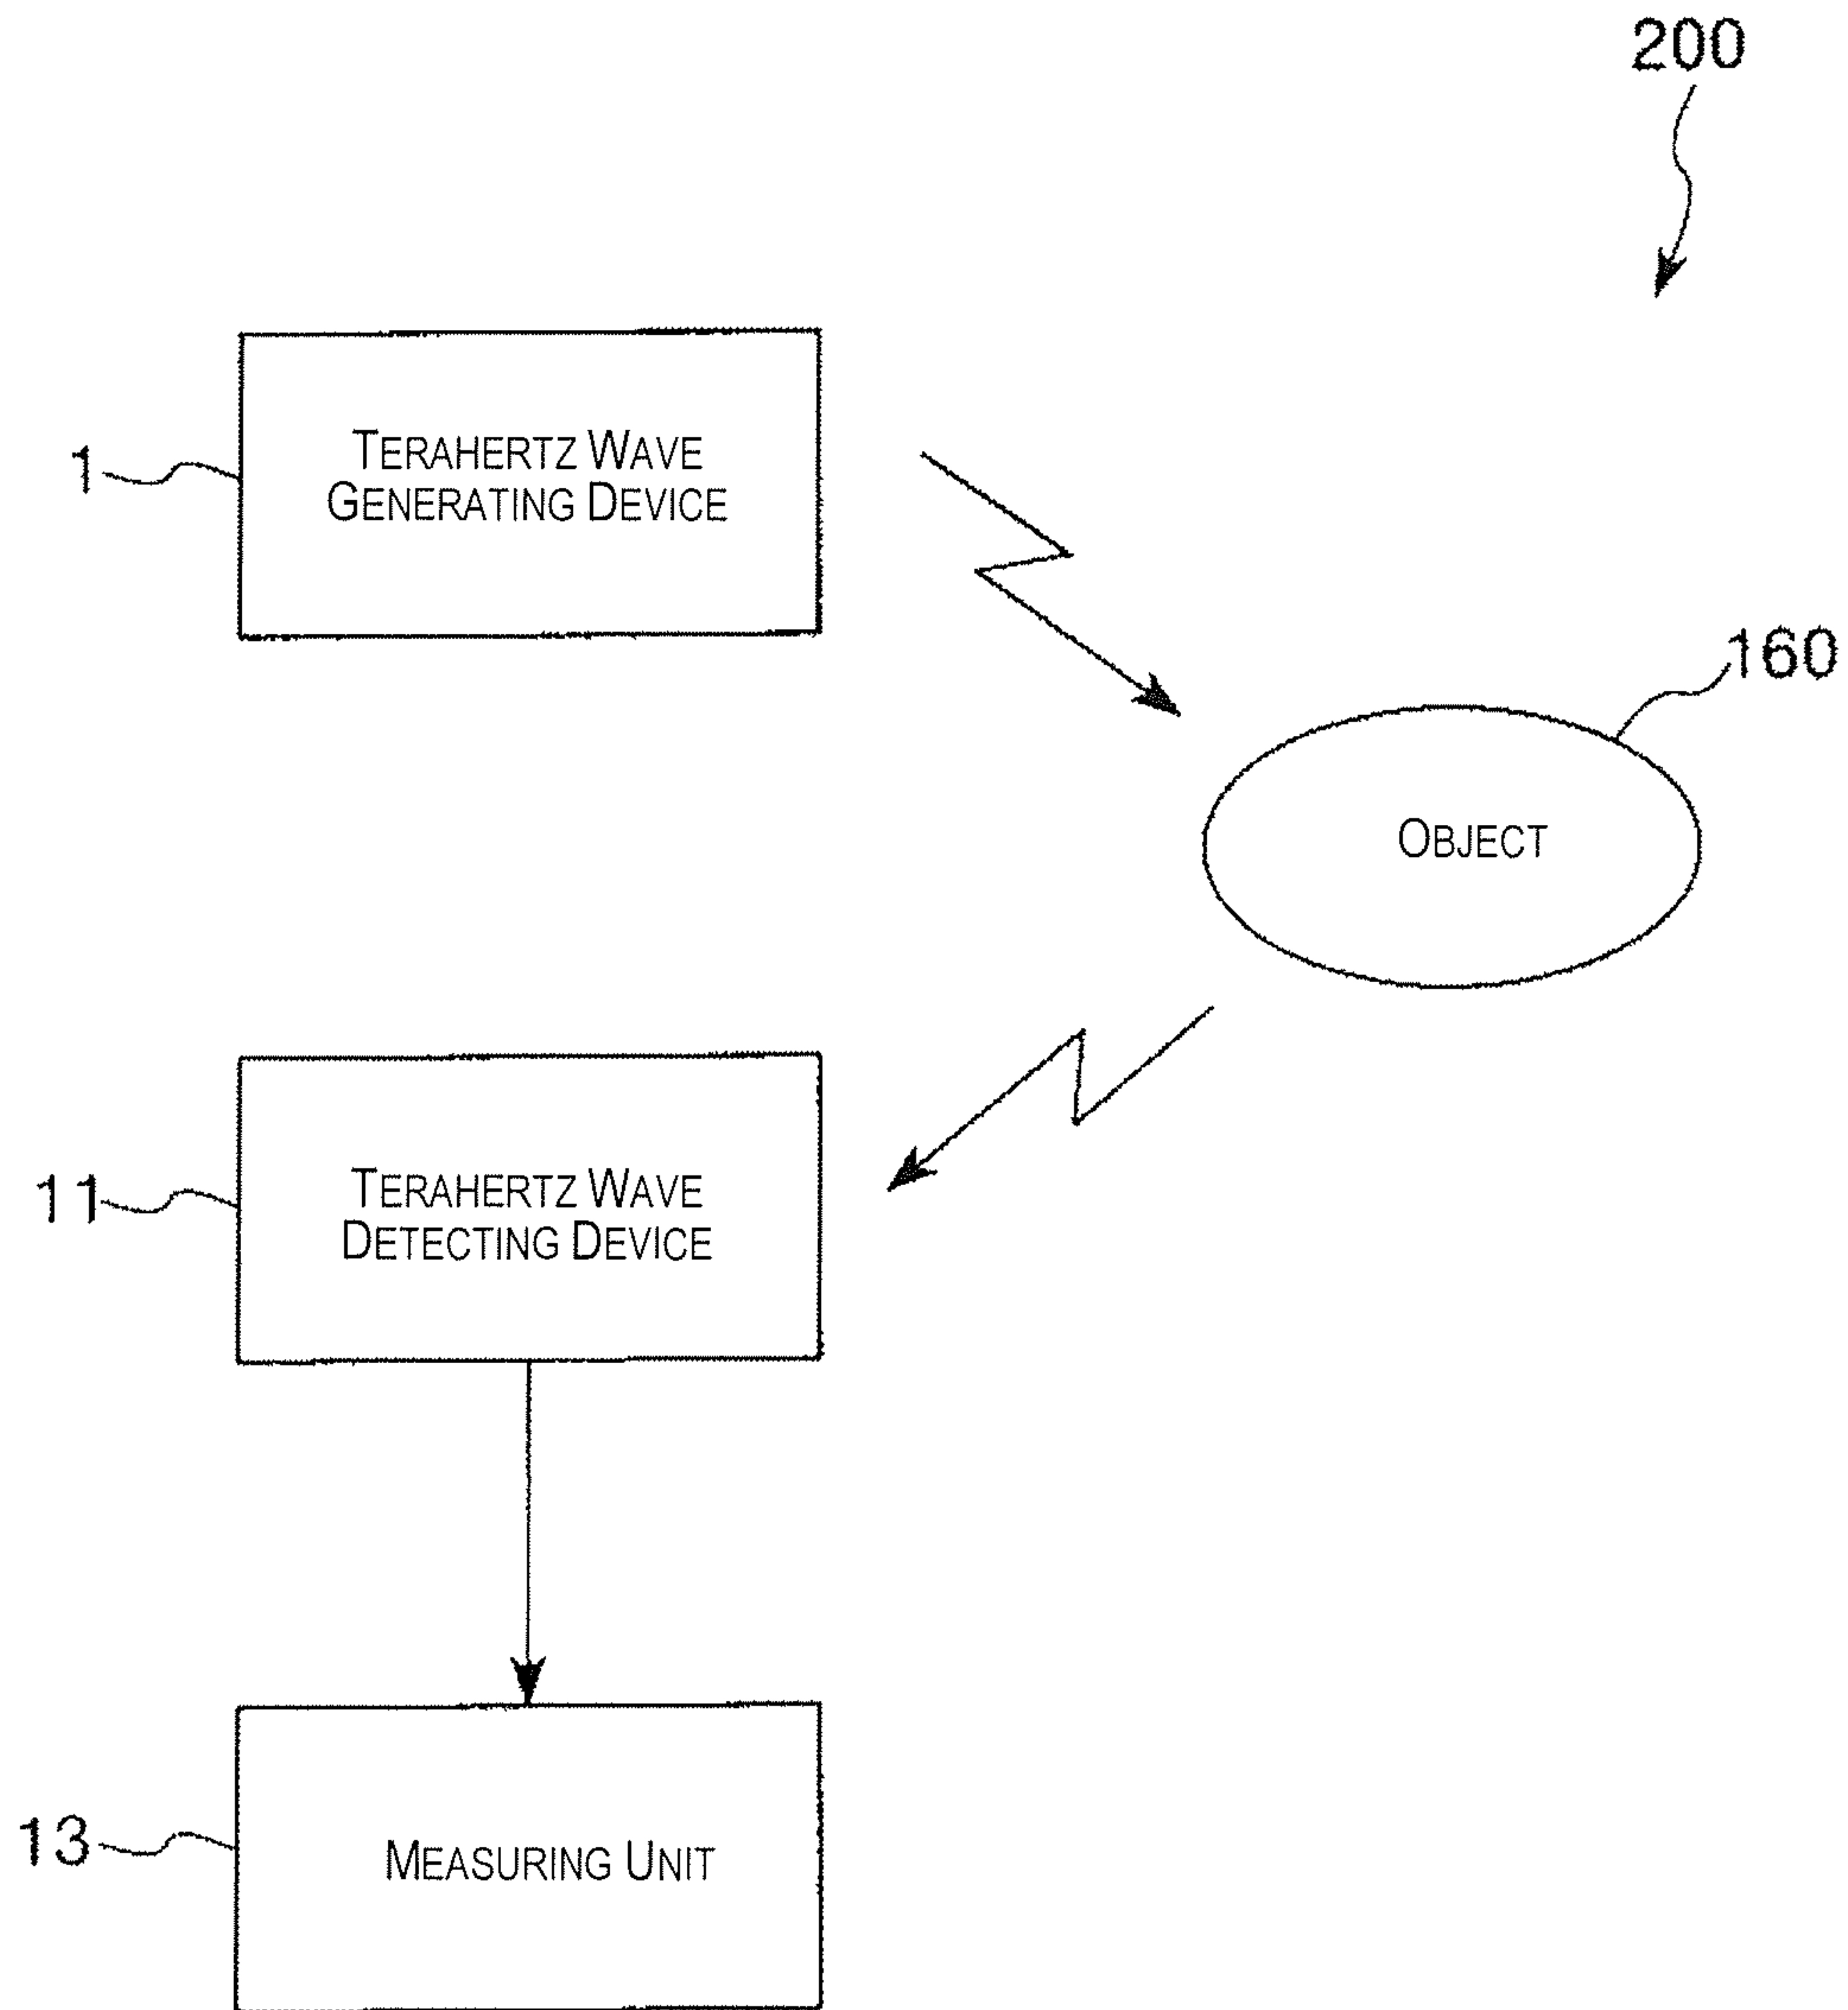 200
1
TERAHERTZ WAVE
GENERATING DEVICE
160
OBJECT
11
TERAHERTZ WAVE
DETECTING DEVICE
13
MEASURING UNIT